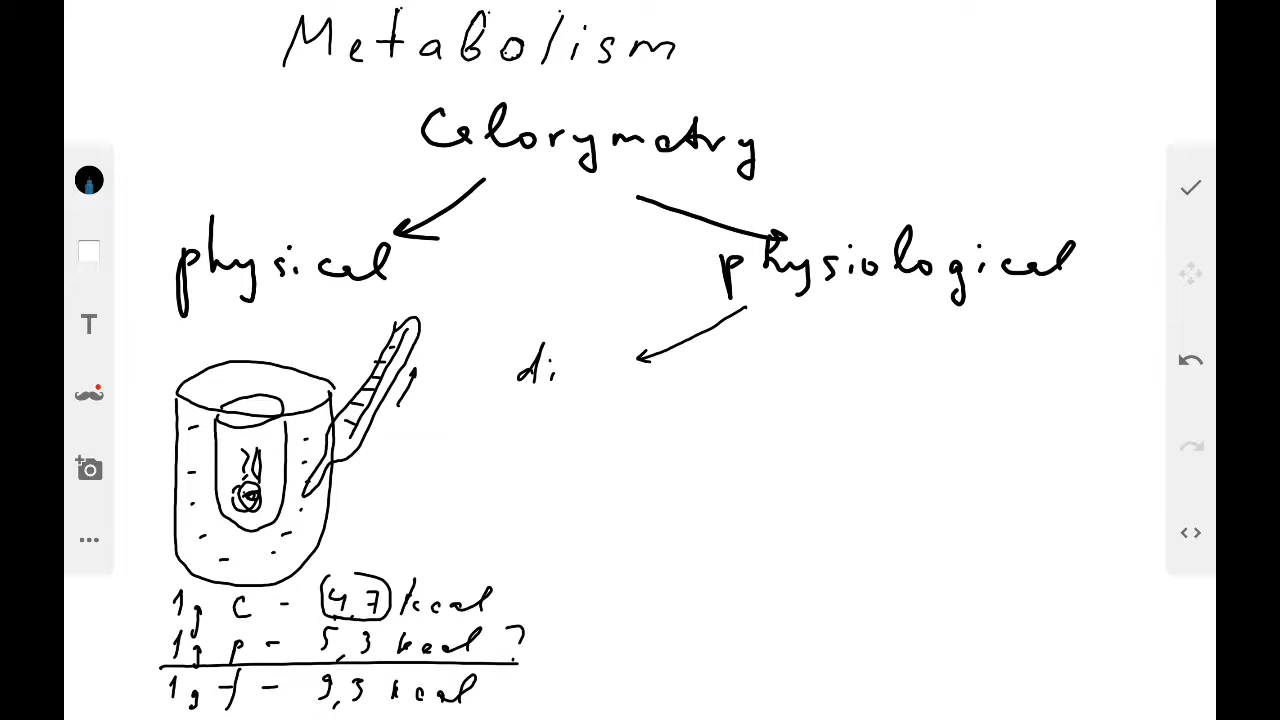 Metabolism
Calorymetry
physical
physiological
di
1g C - 4,7 kcal
1g p - 5,3 kcal ?
1g f - 9,3 kcal
T